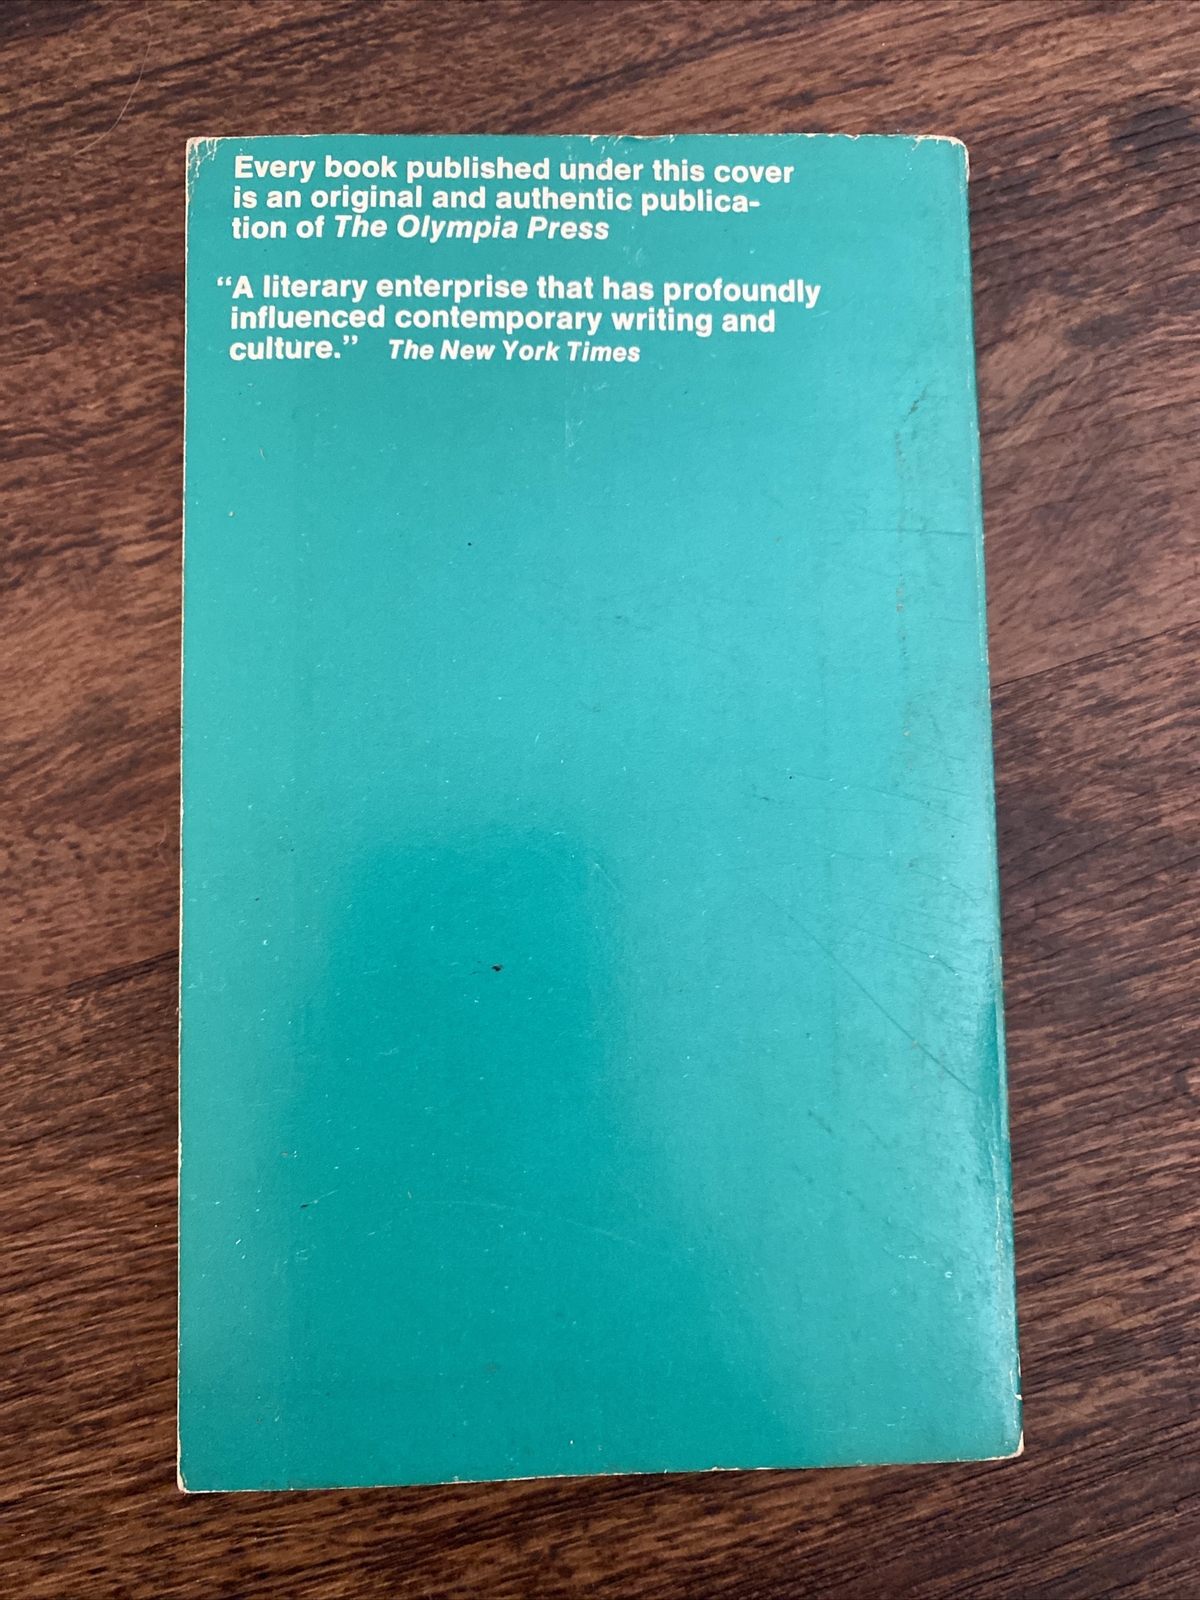 Every book published under this cover
is an original and authentic publica-
tion of The Olympia Press
“A literary enterprise that has profoundly
influenced contemporary writing and
culture.” The New York Times